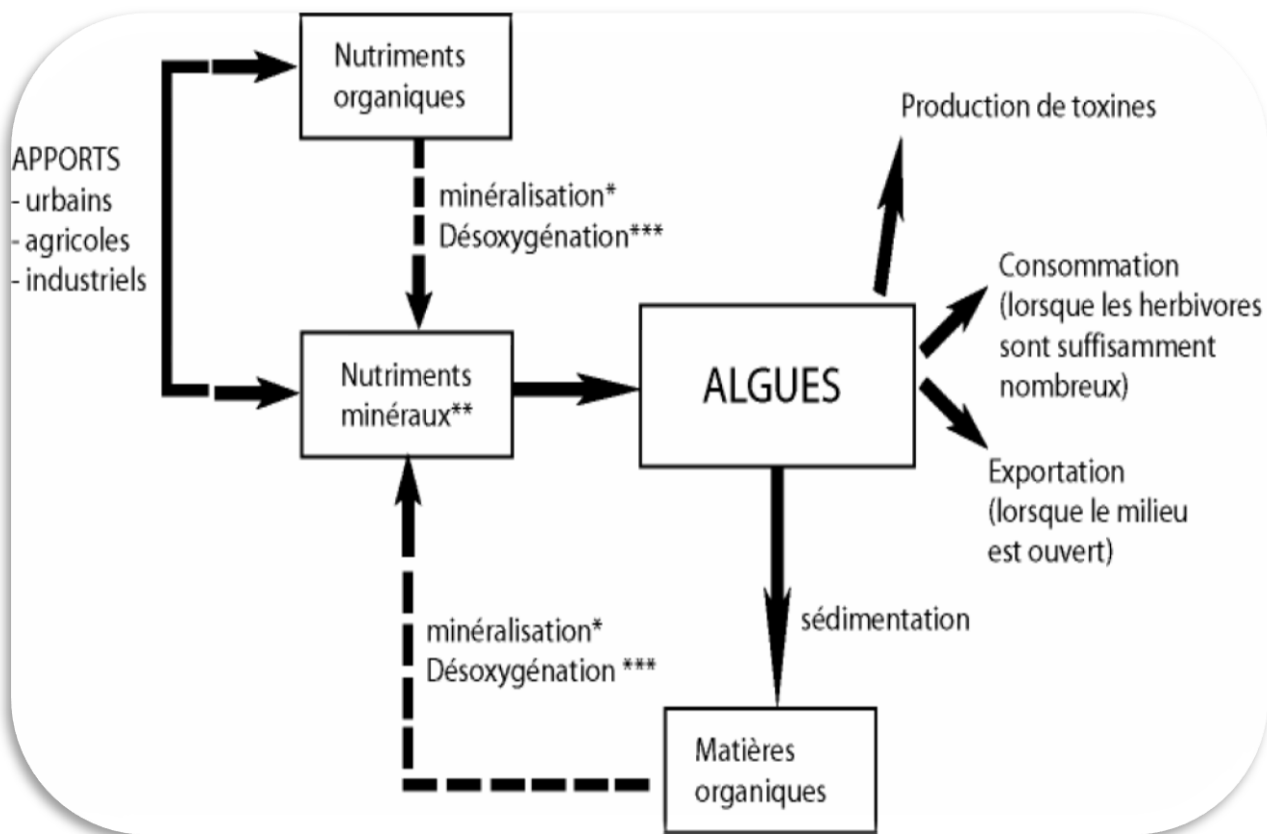 Nutriments
organiques
APPORTS
- urbains
- agricoles
- industriels
minéralisation*
Désoxygénation***
Nutriments
minéraux**
ALGUES
Production de toxines
Consommation
(lorsque les herbivores
sont suffisamment
nombreux)
Exportation
(lorsque le milieu
est ouvert)
sédimentation
minéralisation*
Désoxygénation ***
Matières
organiques